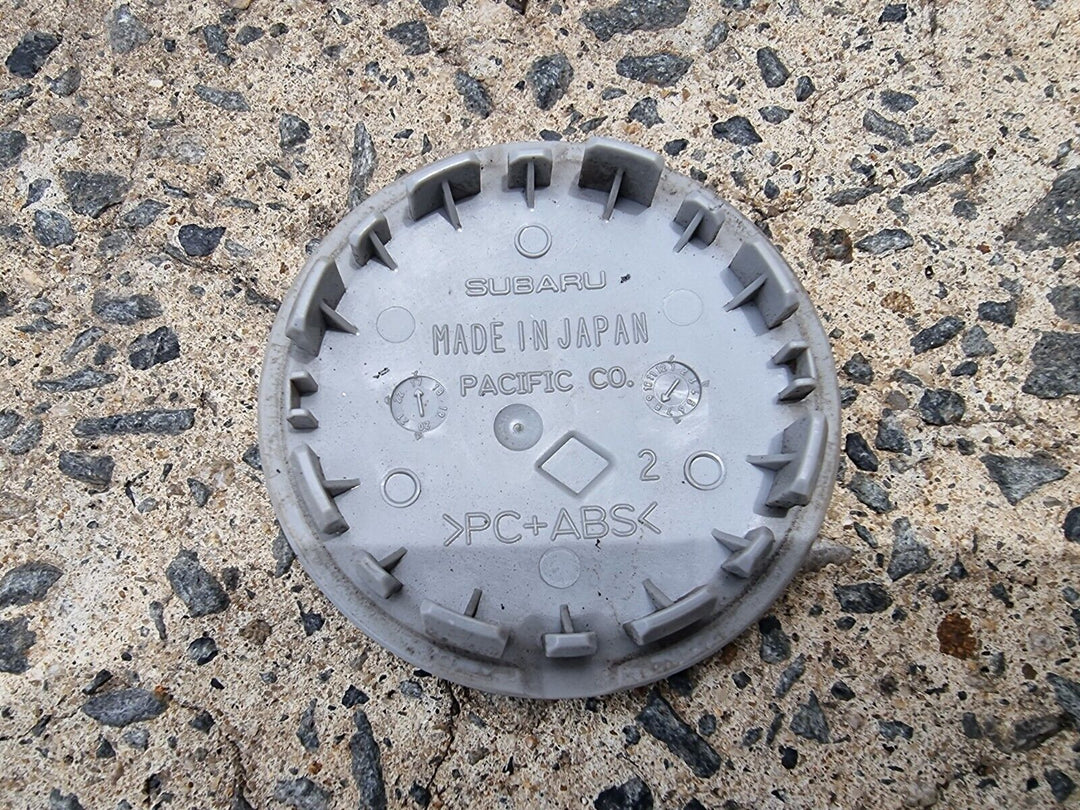 SUBARU
MADE IN JAPAN
PACIFIC CO.
2
>PC+ABS<